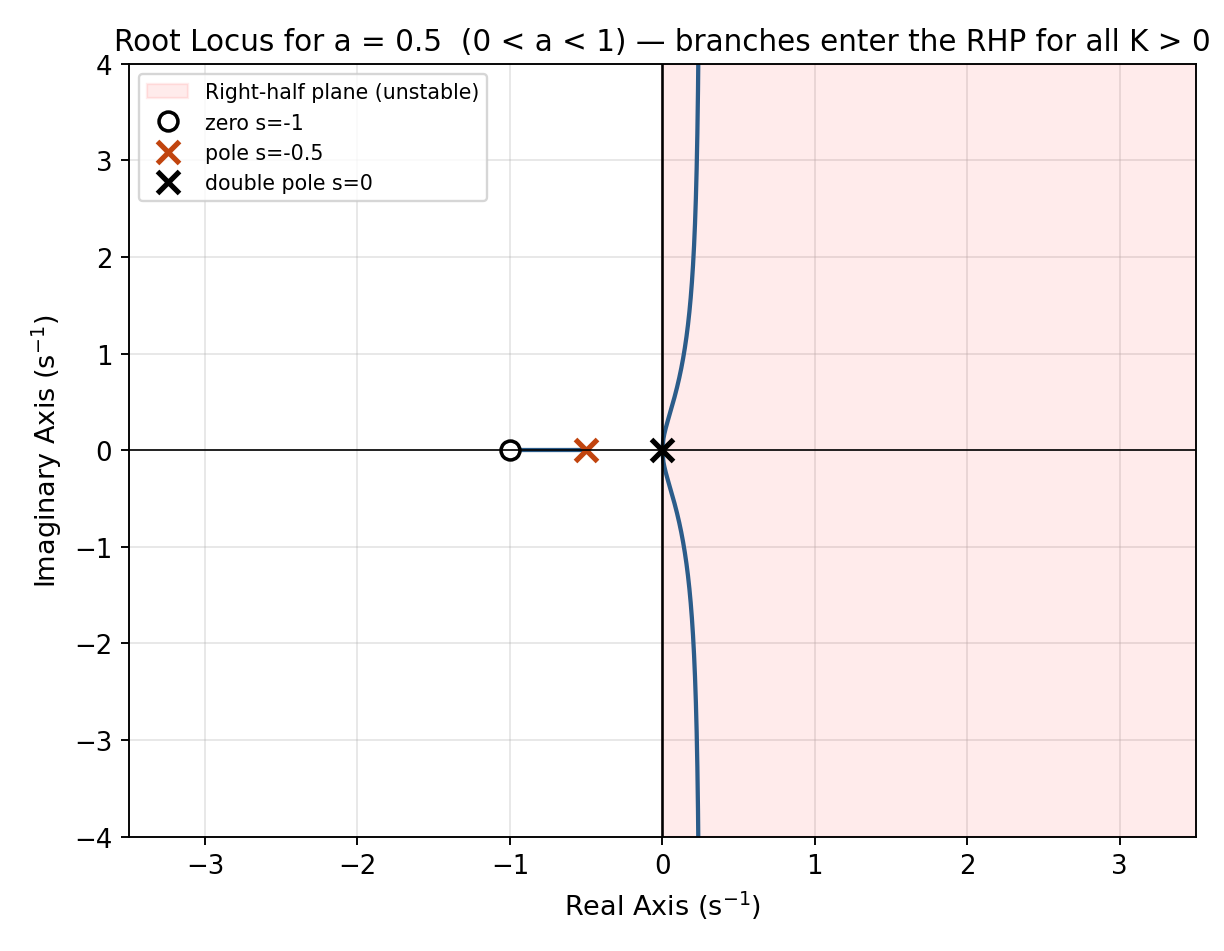 Root Locus for a = 0.5  (0 < a < 1) — branches enter the RHP for all K > 0
Right-half plane (unstable)
zero s=-1
pole s=-0.5
double pole s=0
4
3
2
1
0
−1
−2
−3
−4
Imaginary Axis (s⁻¹)
−3
−2
−1
0
1
2
3
Real Axis (s⁻¹)